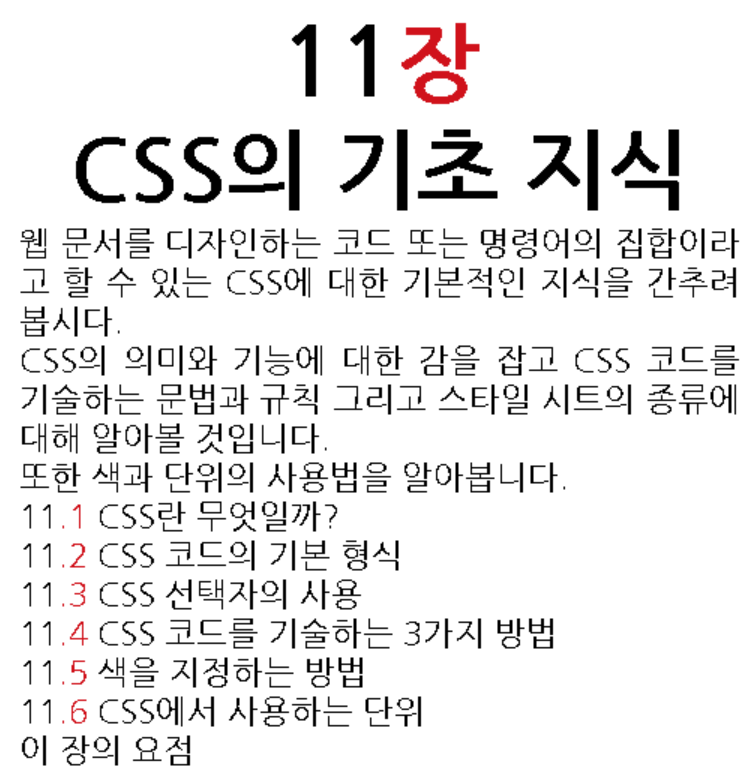 11장
CSS의 기초 지식
웹 문서를 디자인하는 코드 또는 명령어의 집합이라
고 할 수 있는 CSS에 대한 기본적인 지식을 간추려
봅시다.
CSS의 의미와 기능에 대한 감을 잡고 CSS 코드를
기술하는 문법과 규칙 그리고 스타일 시트의 종류에
대해 알아볼 것입니다.
또한 색과 단위의 사용법을 알아봅니다.
11.1 CSS란 무엇일까?
11.2 CSS 코드의 기본 형식
11.3 CSS 선택자의 사용
11.4 CSS 코드를 기술하는 3가지 방법
11.5 색을 지정하는 방법
11.6 CSS에서 사용하는 단위
이 장의 요점